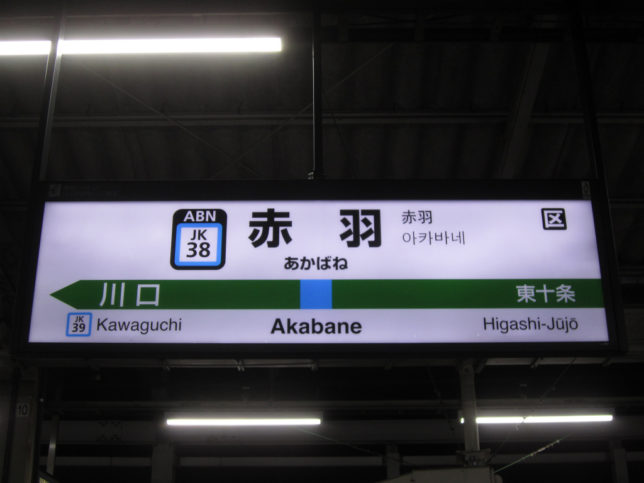 ABN
JK
38
赤羽
あかばね
赤羽
아카바네
区
川口
東十条
JK
39
Kawaguchi
Akabane
Higashi-Jūjō
10